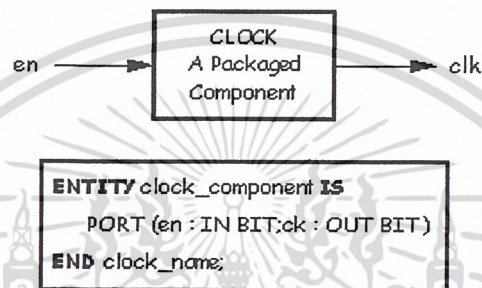 CLOCK
en A Packaged clk
Component
ENTITY clock_component IS
PORT (en : IN BIT;ck : OUT BIT)
END clock_name;